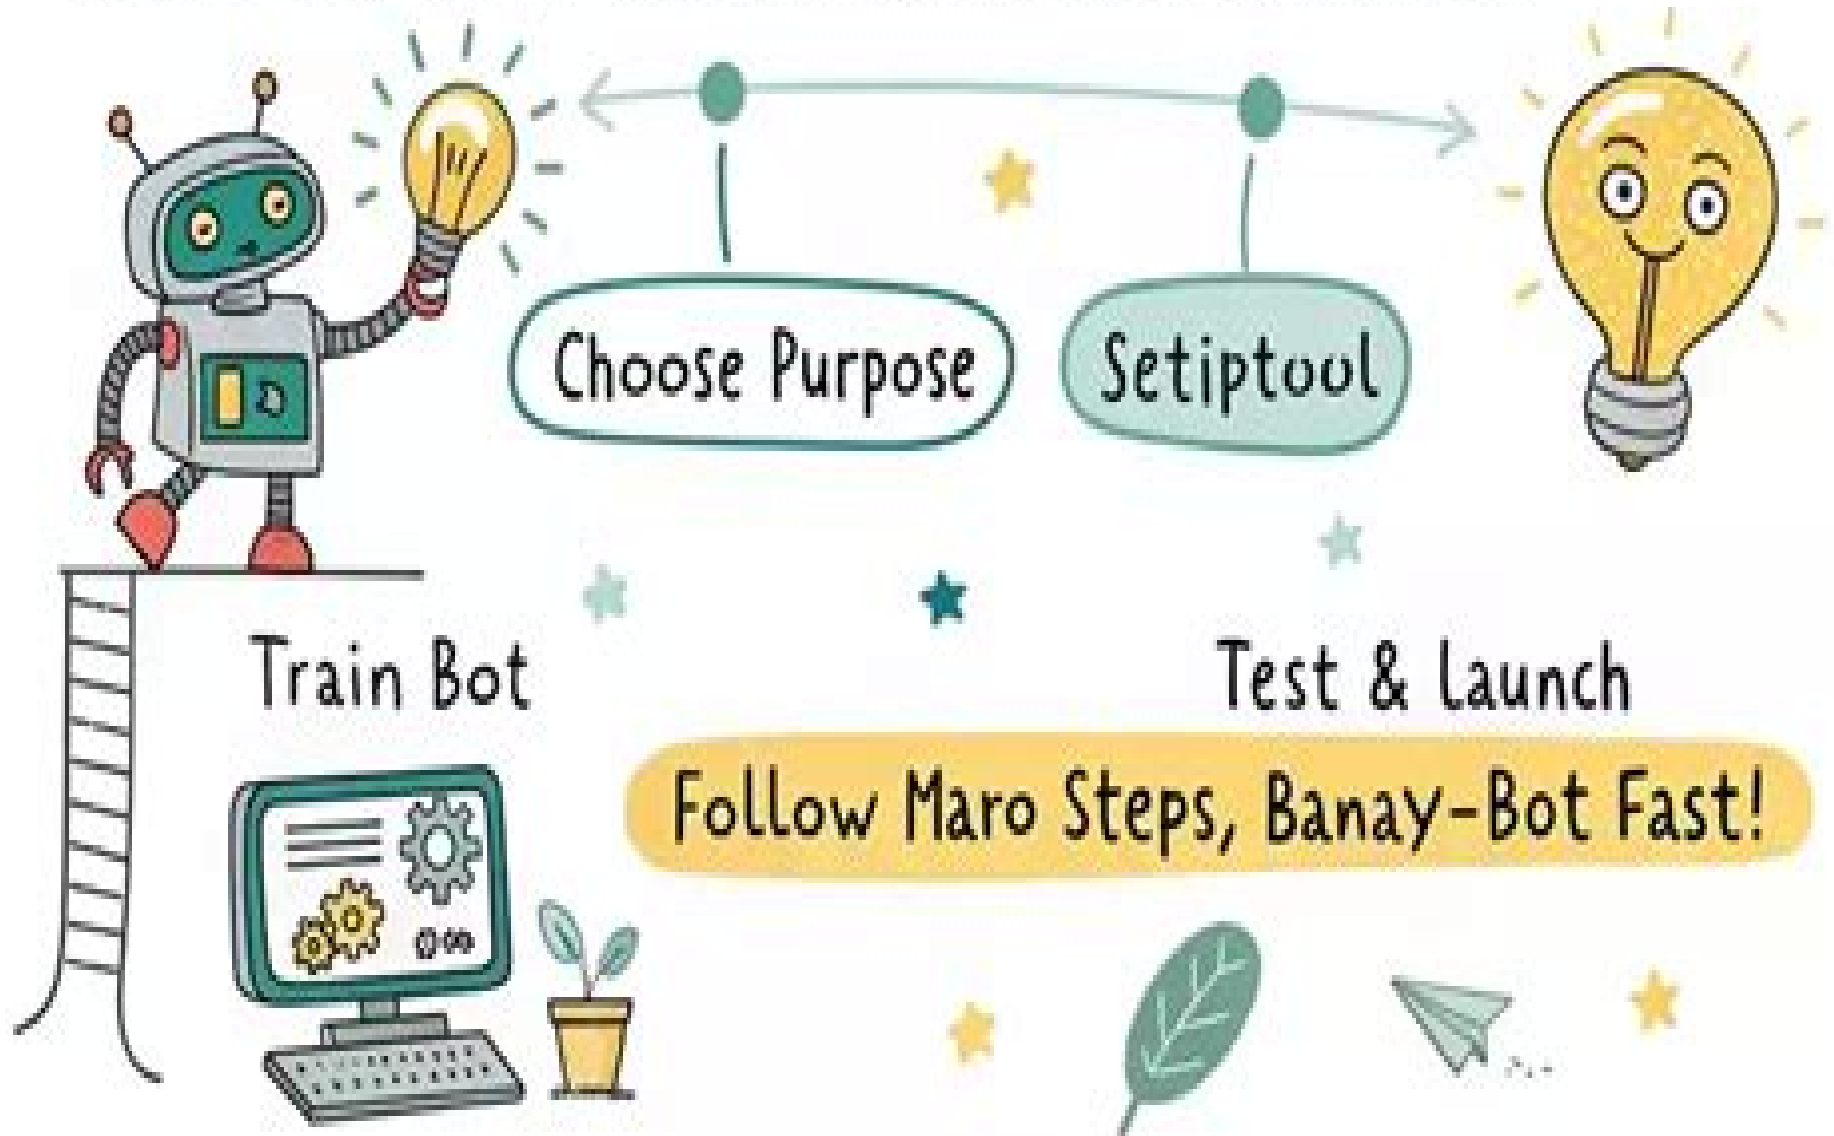 Choose Purpose
Setiptool
Train Bot
Test & launch
Follow Maro Steps, Banay-Bot Fast!